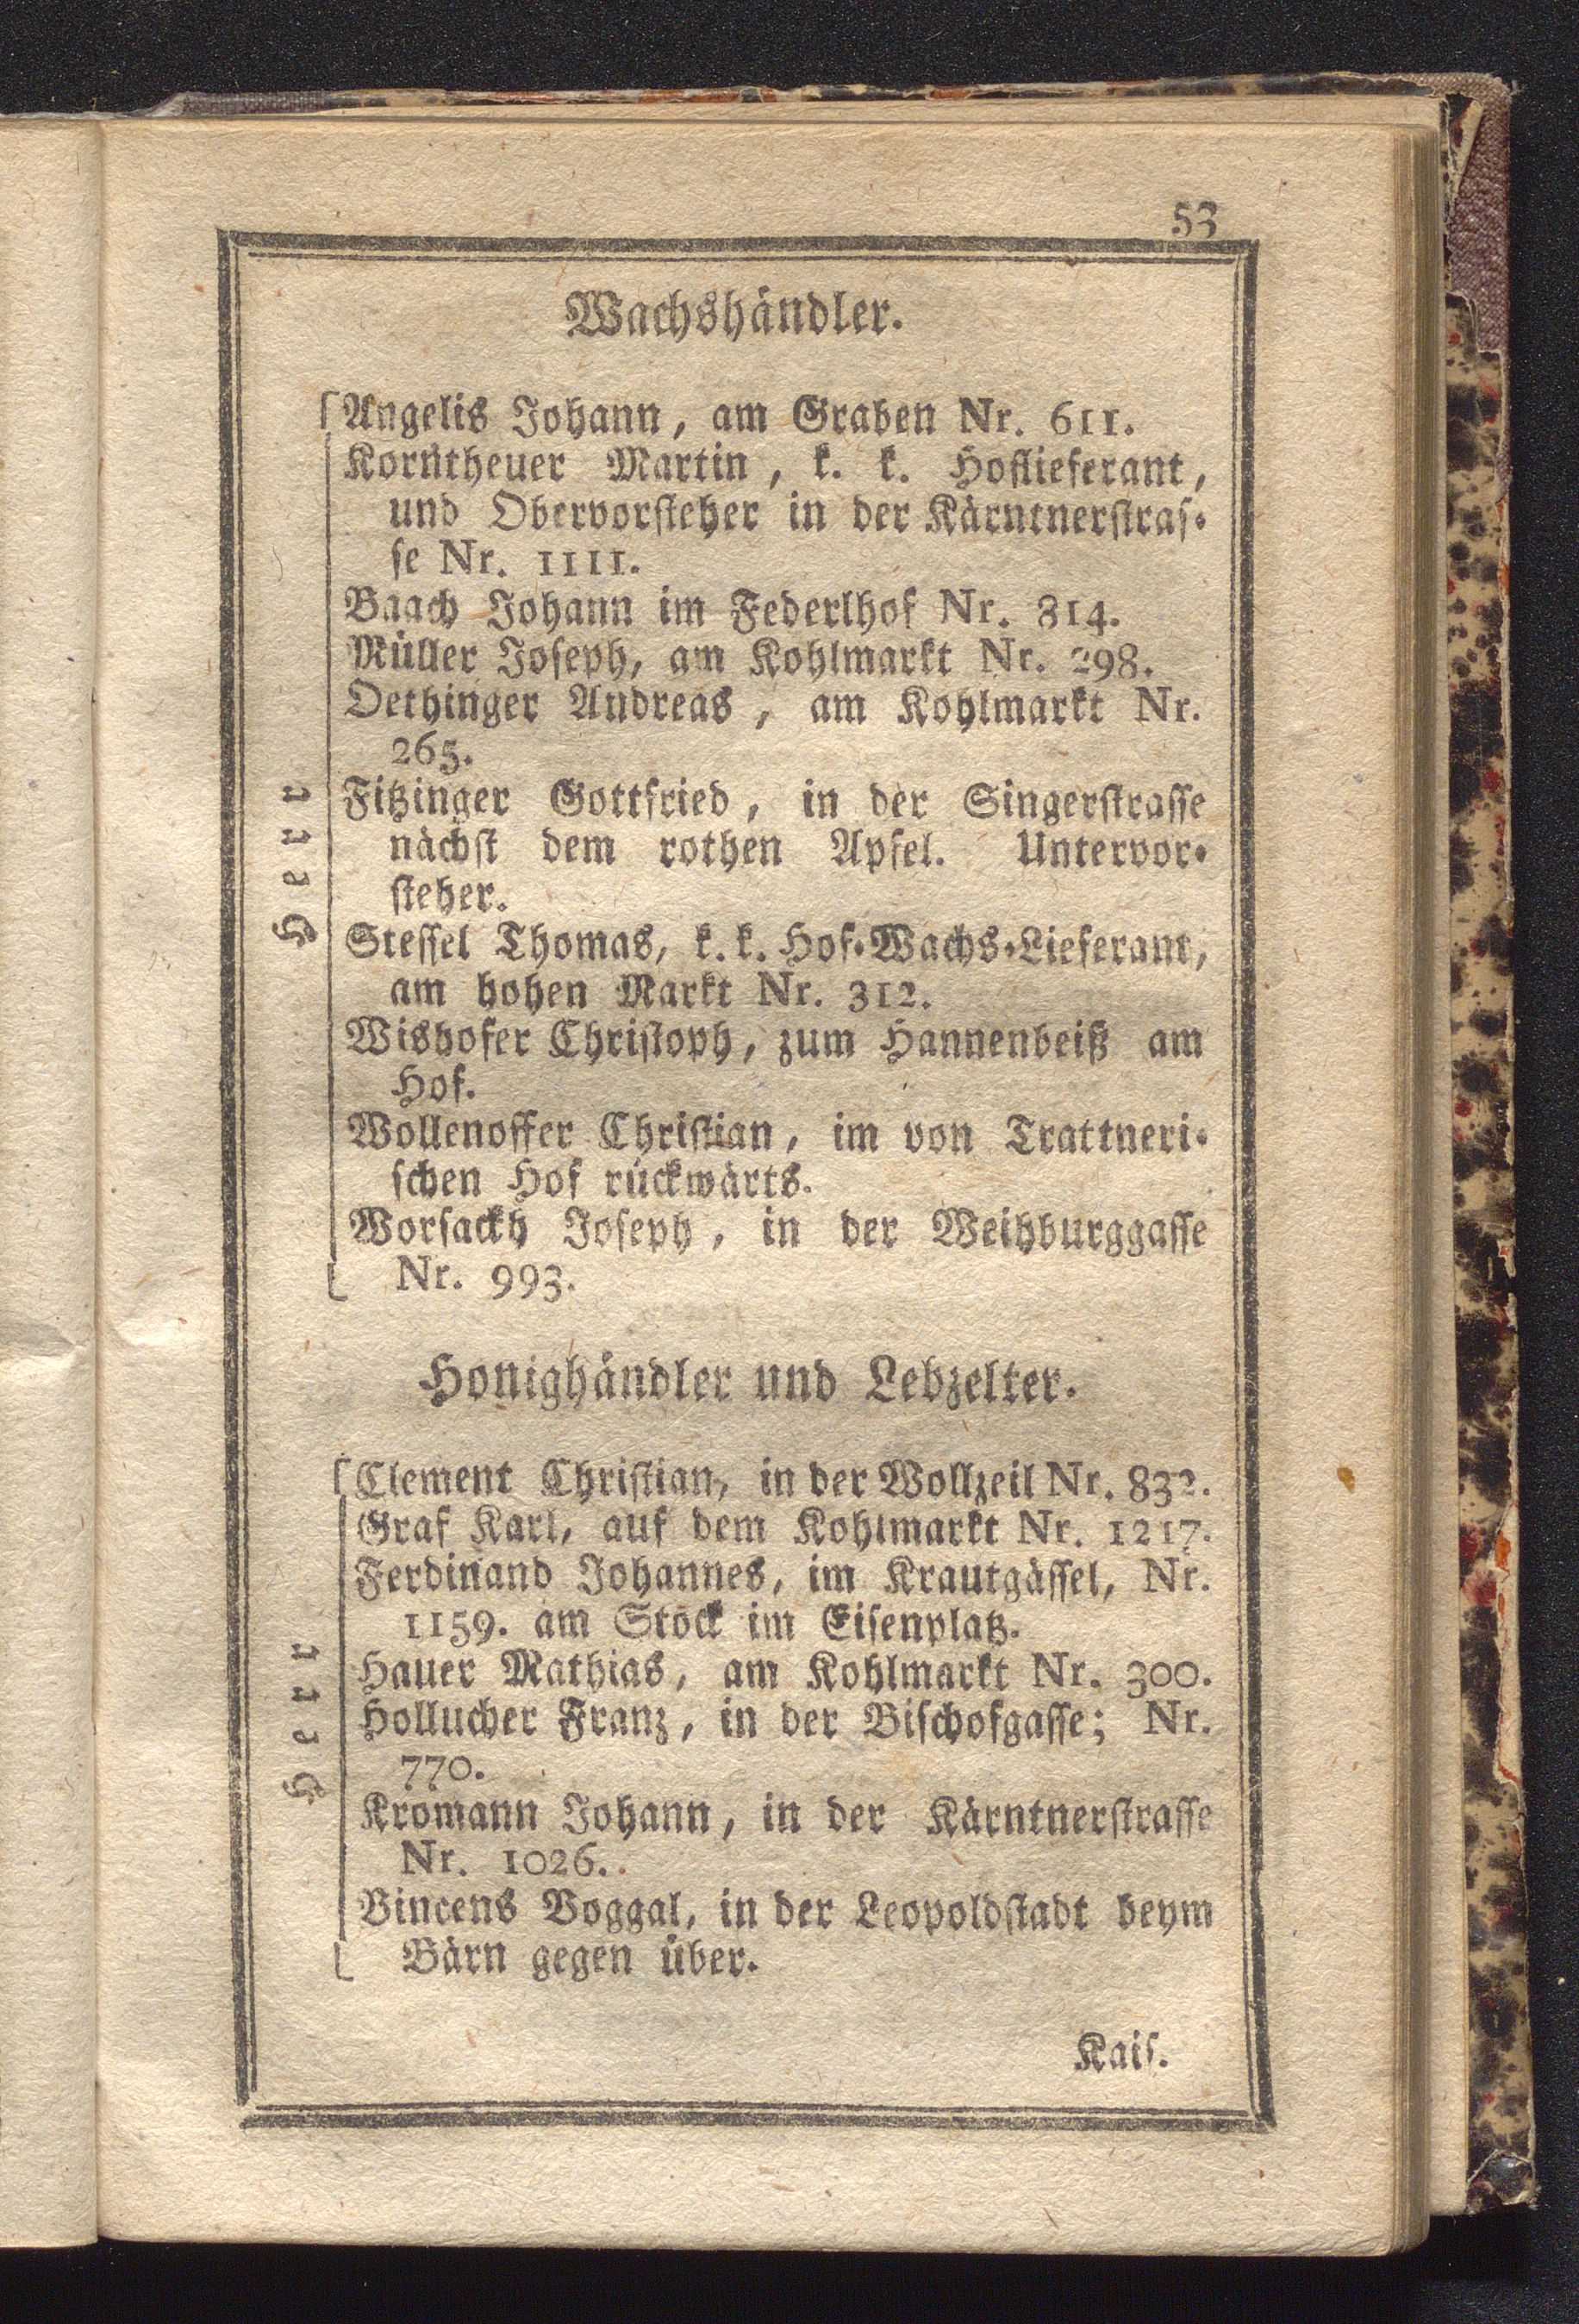 53
Wachshändler.
Angelis Johann, am Graben Nr. 611.
Korntheuer Martin, k. k. Hoflieferant,
und Obervorsteher in der Kärntnerstras-
se Nr. 1111.
Baach Johann im Federlhof Nr. 814.
Müller Joseph, am Kohlmarkt Nr. 298.
Oethinger Andreas, am Kohlmarkt Nr.
265.
Fitzinger Gottfried, in der Singerstrasse
nächst dem rothen Apfel. Untervor-
steher.
Stessel Thomas, k. k. Hof-Wachs-Lieferant,
am hohen Markt Nr. 312.
Wishofer Christoph, zum Hannenbeiß am
Hof.
Wollenoffer Christian, im von Trattneri-
schen Hof rückwärts.
Worsackh Joseph, in der Weihburggasse
Nr. 993.
Herr
Honighändler und Lebzelter.
Clement Christian, in der Wollzeil Nr. 832.
Graf Karl, auf dem Kohlmarkt Nr. 1217.
Ferdinand Johannes, im Krautgässel, Nr.
1159. am Stock im Eisenplatz.
Hauer Mathias, am Kohlmarkt Nr. 300.
Hollucher Franz, in der Bischofgasse; Nr.
770.
Kromann Johann, in der Kärntnerstrasse
Nr. 1026.
Vincens Voggal, in der Leopoldstadt beym
Bärn gegen über.
Herr
Kais.